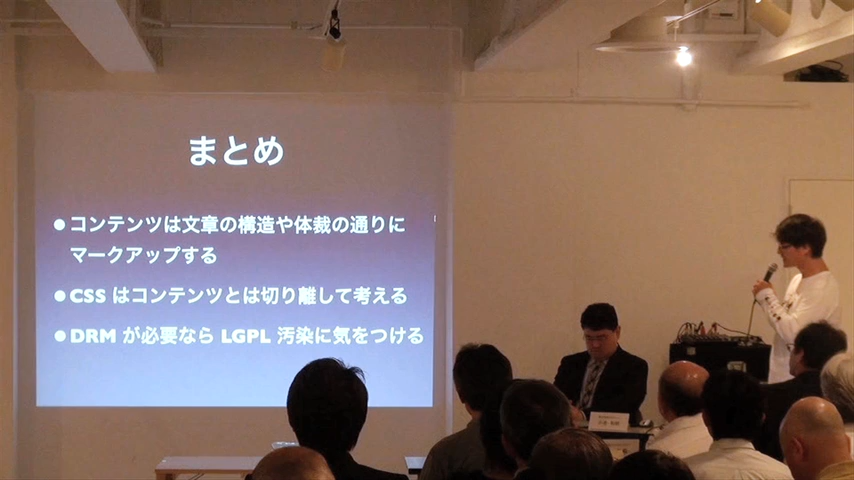 まとめ
●コンテンツは文章の構造や体裁の通りに
マークアップする
●CSS はコンテンツとは切り離して考える
●DRM が必要なら LGPL 汚染に気をつける